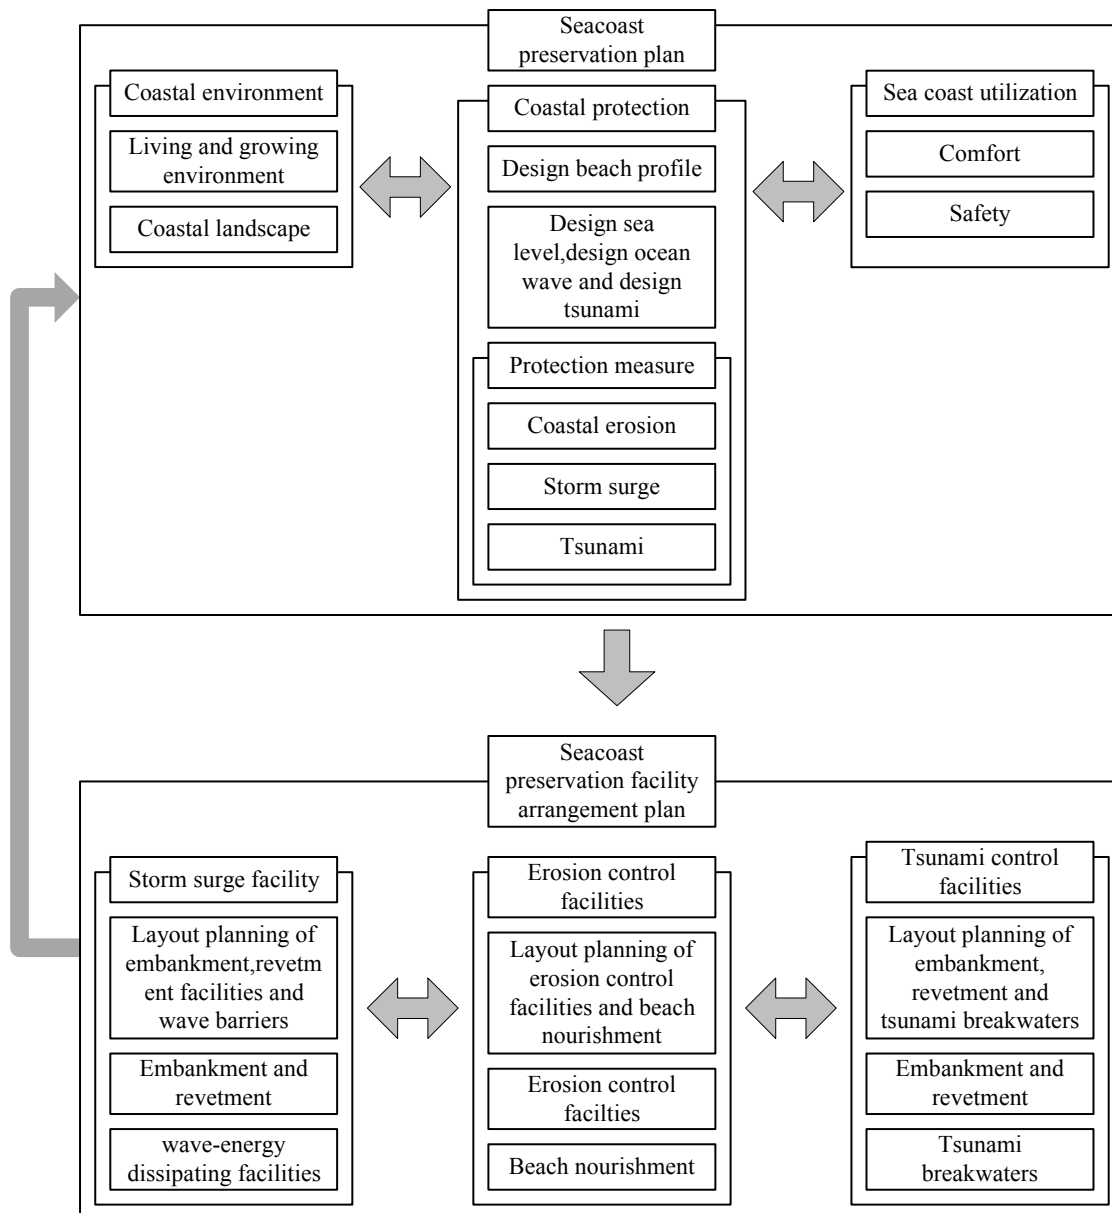 Seacoast
preservation plan
Coastal environment
Living and growing
environment
Coastal landscape
Coastal protection
Design beach profile
Design sea
level,design ocean
wave and design
tsunami
Protection measure
Coastal erosion
Storm surge
Tsunami
Sea coast utilization
Comfort
Safety
Seacoast
preservation facility
arrangement plan
Storm surge facility
Layout planning of
embankment,revetm
ent facilities and
wave barriers
Embankment and
revetment
wave-energy
dissipating facilities
Erosion control
facilities
Layout planning of
erosion control
facilities and beach
nourishment
Erosion control
facilties
Beach nourishment
Tsunami control
facilities
Layout planning of
embankment,
revetment and
tsunami breakwaters
Embankment and
revetment
Tsunami
breakwaters